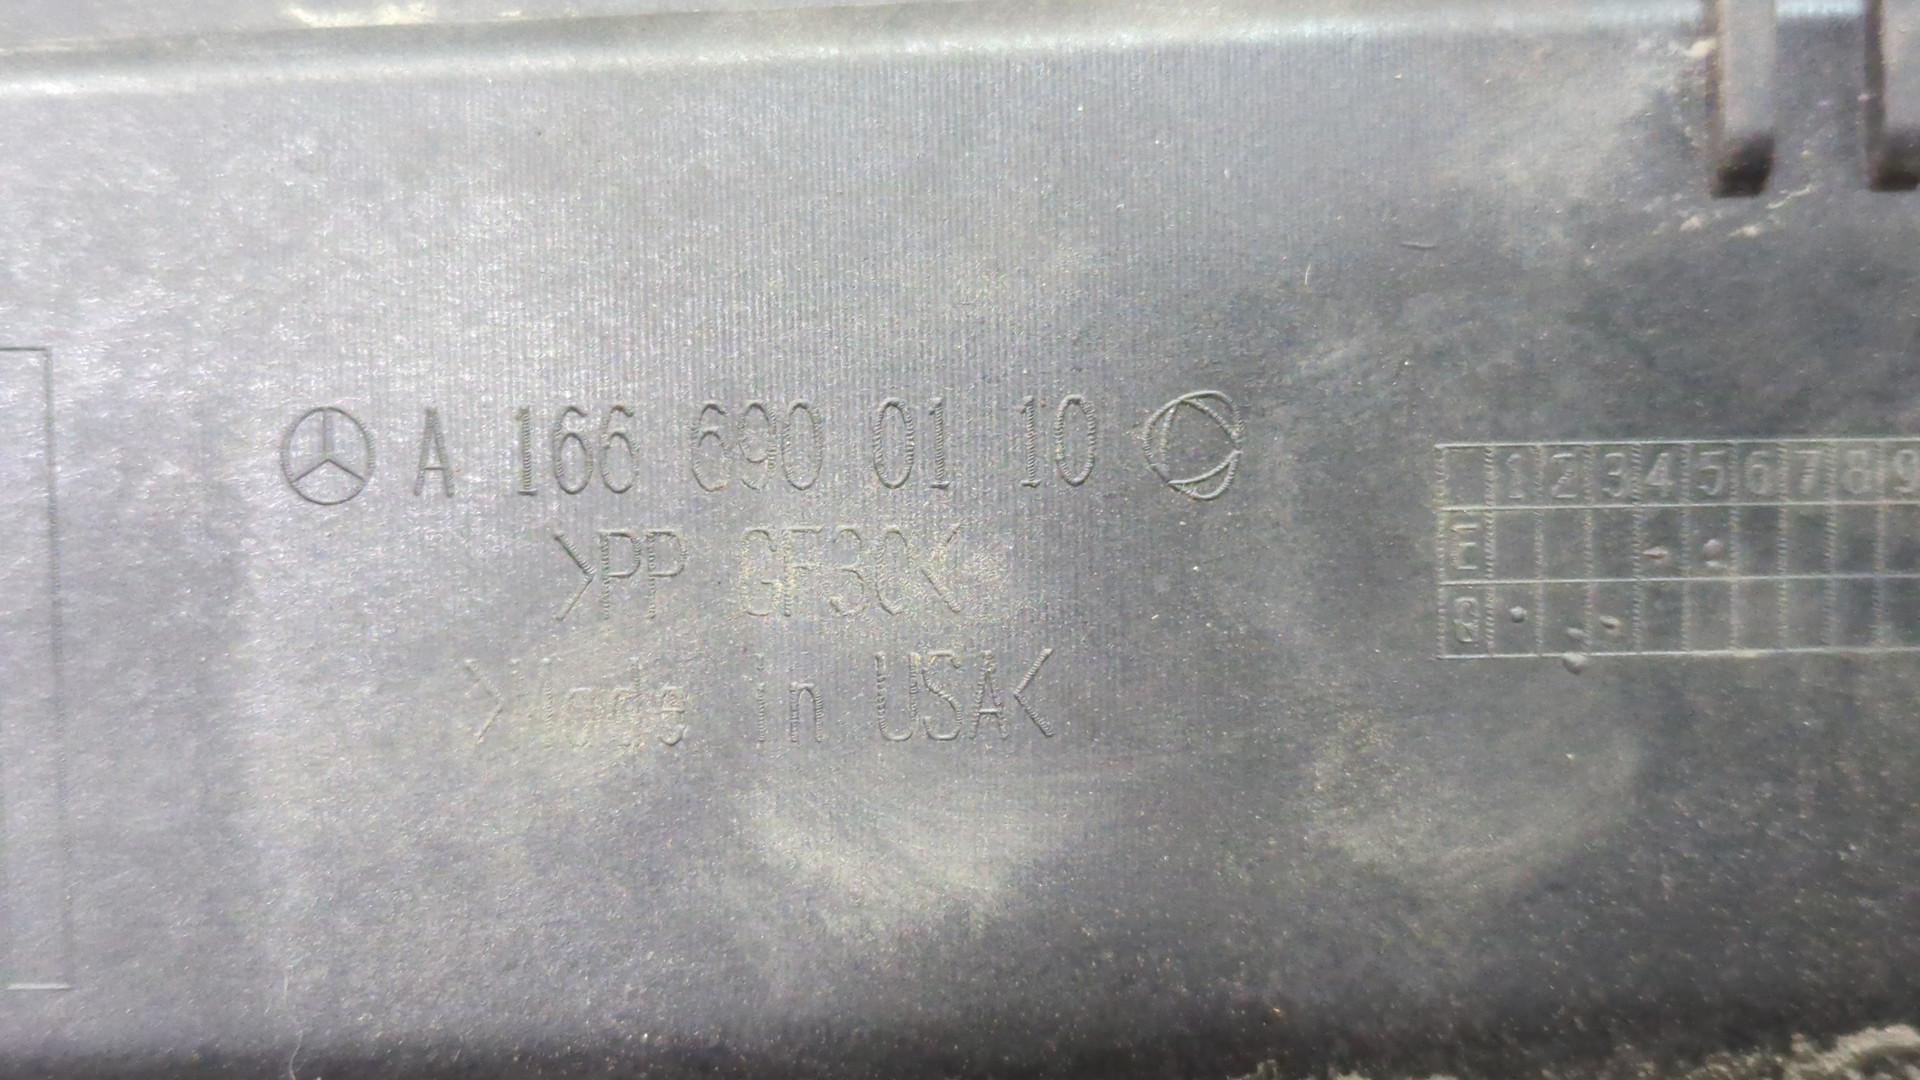 A 166 690 01 10
>PP GF30<
>Made in USA<
1 2 3 4 5 6 7 8 9